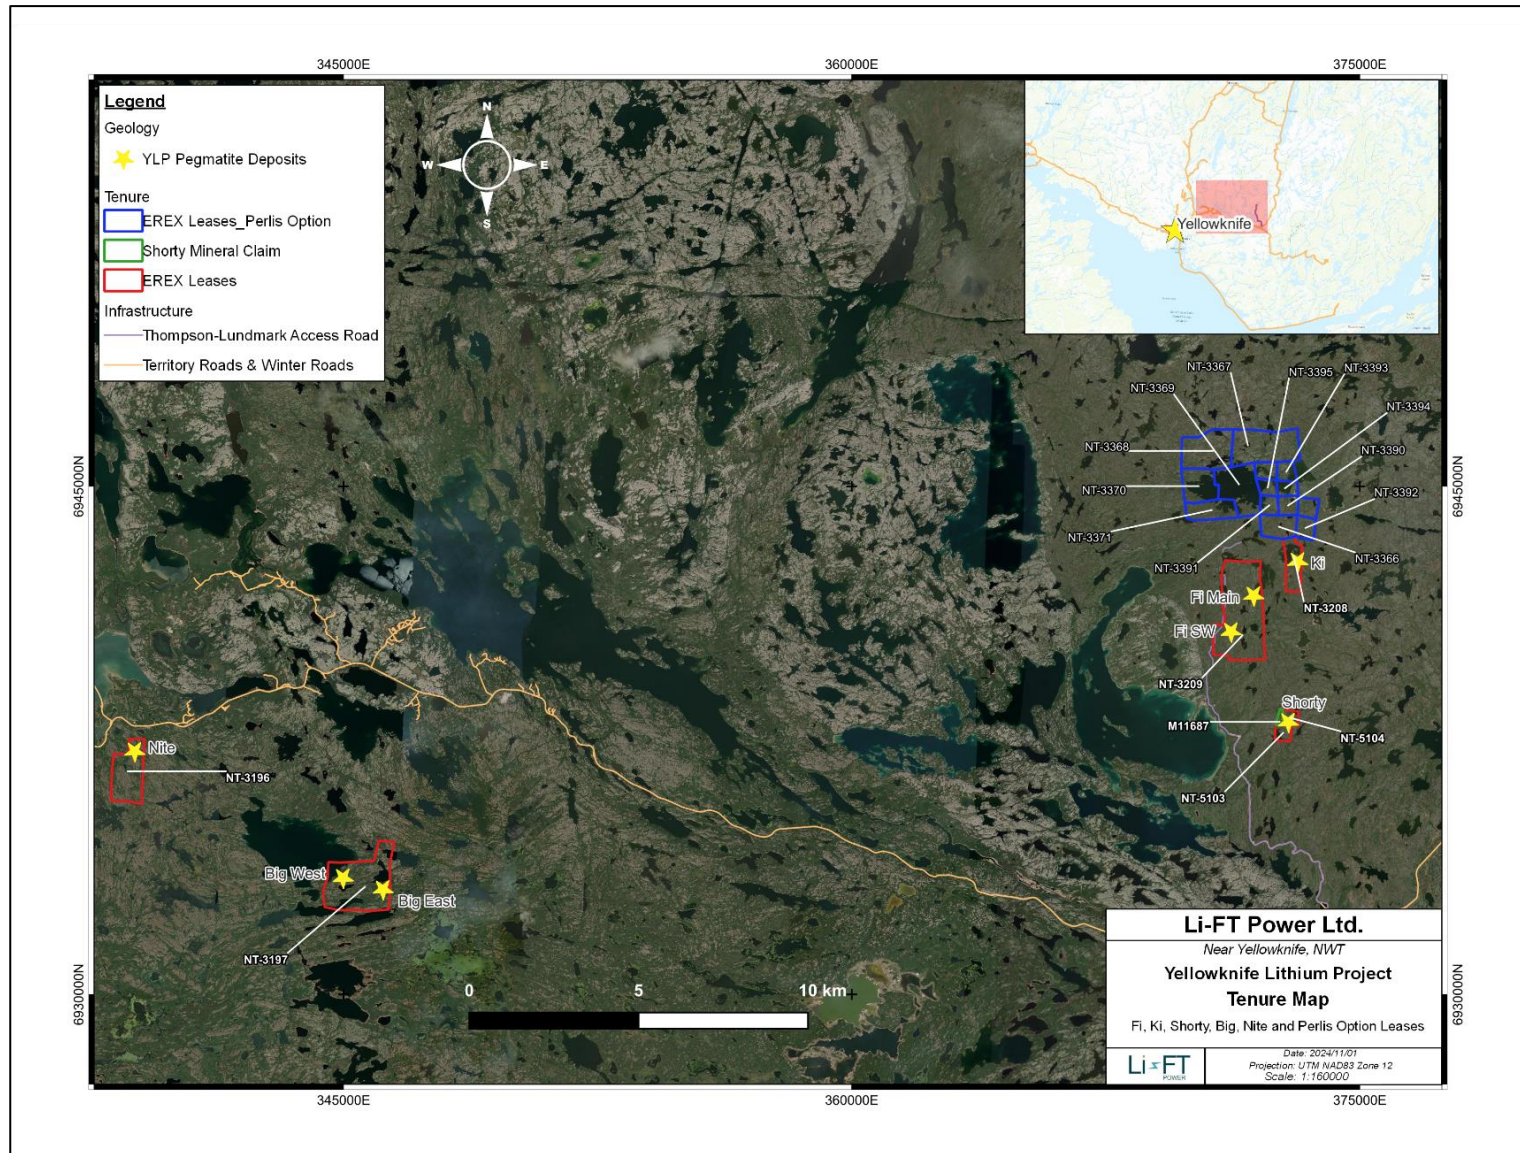 345000E
360000E
375000E
Legend
Geology
YLP Pegmatite Deposits
Tenure
EREX Leases_Perlis Option
Shorty Mineral Claim
EREX Leases
Infrastructure
Thompson-Lundmark Access Road
Territory Roads & Winter Roads
N
W
E
S
Yellowknife
NT-3367
NT-3395
NT-3393
NT-3369
NT-3394
NT-3368
NT-3390
6945000N
6945000N
NT-3370
NT-3392
NT-3371
NT-3391
NT-3366
Ki
Fi Main
NT-3208
Fi SW
NT-3209
Shorty
M11687
NT-5104
Nite
NT-3196
NT-5103
Big West
Big East
NT-3197
0
5
10 km
6930000N
6930000N
Li-FT Power Ltd.
Near Yellowknife, NWT
Yellowknife Lithium Project
Tenure Map
Fi, Ki, Shorty, Big, Nite and Perlis Option Leases
Li FT
POWER
Date: 2024/11/01
Projection: UTM NAD83 Zone 12
Scale: 1:160000
345000E
360000E
375000E